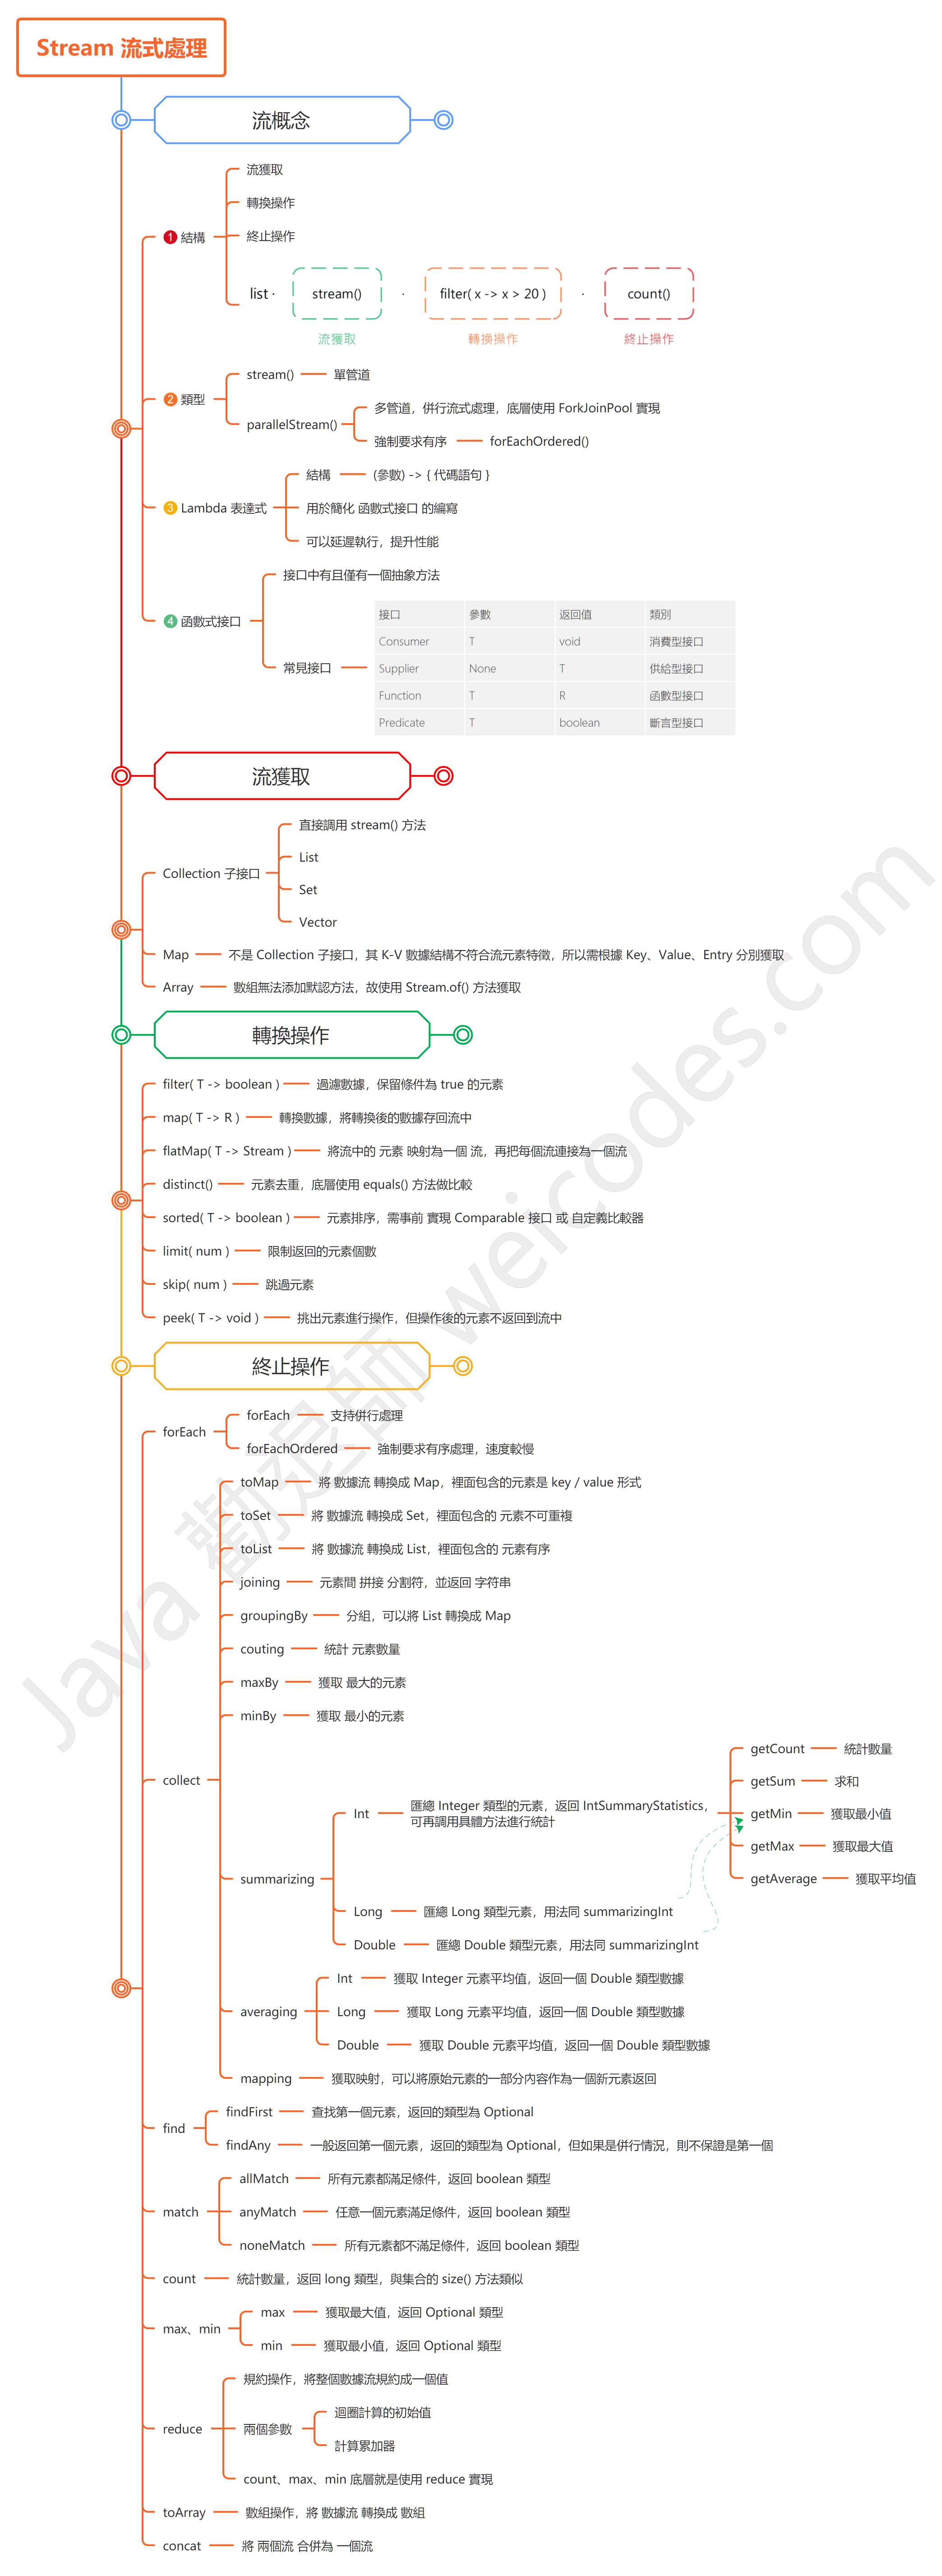 Stream 流式處理
流概念
❶ 結構
流獲取
轉換操作
終止操作
list · stream() · filter( x -> x > 20 ) · count()
流獲取 轉換操作 終止操作
❷ 類型
stream() 單管道
parallelStream()
多管道，併行流式處理，底層使用 ForkJoinPool 實現
強制要求有序 forEachOrdered()
❸ Lambda 表達式
結構 (參數) -> { 代碼語句 }
用於簡化 函數式接口 的編寫
可以延遲執行，提升性能
❹ 函數式接口
接口中有且僅有一個抽象方法
常見接口
接口 參數 返回值 類別
Consumer T void 消費型接口
Supplier None T 供給型接口
Function T R 函數型接口
Predicate T boolean 斷言型接口
流獲取
Collection 子接口
直接調用 stream() 方法
List
Set
Vector
Map 不是 Collection 子接口，其 K-V 數據結構不符合流元素特徵，所以需根據 Key、Value、Entry 分別獲取
Array 數組無法添加默認方法，故使用 Stream.of() 方法獲取
轉換操作
filter( T -> boolean ) 過濾數據，保留條件為 true 的元素
map( T -> R ) 轉換數據，將轉換後的數據存回流中
flatMap( T -> Stream ) 將流中的 元素 映射為一個 流，再把每個流連接為一個流
distinct() 元素去重，底層使用 equals() 方法做比較
sorted( T -> boolean ) 元素排序，需事前 實現 Comparable 接口 或 自定義比較器
limit( num ) 限制返回的元素個數
skip( num ) 跳過元素
peek( T -> void ) 挑出元素進行操作，但操作後的元素不返回到流中
終止操作
forEach
forEach 支持併行處理
forEachOrdered 強制要求有序處理，速度較慢
collect
toMap 將 數據流 轉換成 Map，裡面包含的元素是 key / value 形式
toSet 將 數據流 轉換成 Set，裡面包含的 元素不可重複
toList 將 數據流 轉換成 List，裡面包含的 元素有序
joining 元素間 拼接 分割符，並返回 字符串
groupingBy 分組，可以將 List 轉換成 Map
couting 統計 元素數量
maxBy 獲取 最大的元素
minBy 獲取 最小的元素
summarizing
Int 匯總 Integer 類型的元素，返回 IntSummaryStatistics，
可再調用具體方法進行統計
getCount 統計數量
getSum 求和
getMin 獲取最小值
getMax 獲取最大值
getAverage 獲取平均值
Long 匯總 Long 類型元素，用法同 summarizingInt
Double 匯總 Double 類型元素，用法同 summarizingInt
averaging
Int 獲取 Integer 元素平均值，返回一個 Double 類型數據
Long 獲取 Long 元素平均值，返回一個 Double 類型數據
Double 獲取 Double 元素平均值，返回一個 Double 類型數據
mapping 獲取映射，可以將原始元素的一部分內容作為一個新元素返回
find
findFirst 查找第一個元素，返回的類型為 Optional
findAny 一般返回第一個元素，返回的類型為 Optional，但如果是併行情況，則不保證是第一個
match
allMatch 所有元素都滿足條件，返回 boolean 類型
anyMatch 任意一個元素滿足條件，返回 boolean 類型
noneMatch 所有元素都不滿足條件，返回 boolean 類型
count 統計數量，返回 long 類型，與集合的 size() 方法類似
max、min
max 獲取最大值，返回 Optional 類型
min 獲取最小值，返回 Optional 類型
reduce
規約操作，將整個數據流規約成一個值
兩個參數
迴圈計算的初始值
計算累加器
count、max、min 底層就是使用 reduce 實現
toArray 數組操作，將 數據流 轉換成 數組
concat 將 兩個流 合併為 一個流
Java 勸退師 weicodes.com